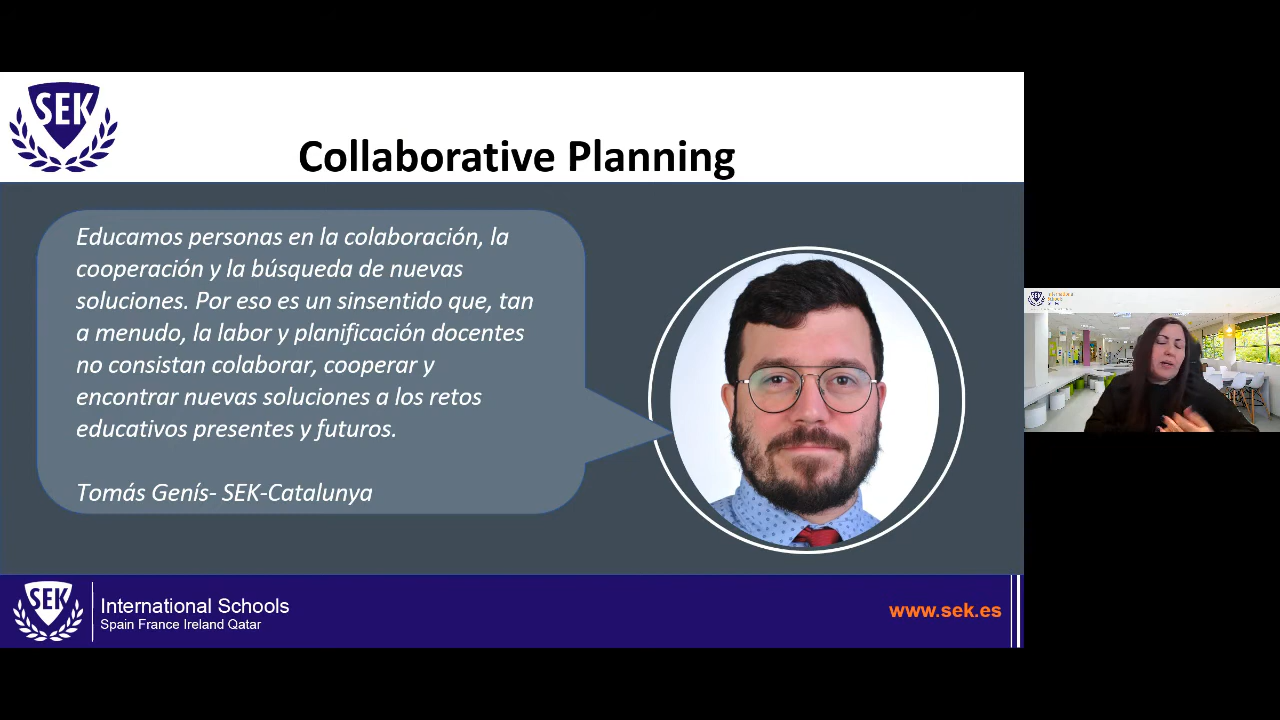 SEK
Collaborative Planning
Educamos personas en la colaboración, la
cooperación y la búsqueda de nuevas
soluciones. Por eso es un sinsentido que, tan
a menudo, la labor y planificación docentes
no consistan colaborar, cooperar y
encontrar nuevas soluciones a los retos
educativos presentes y futuros.
Tomás Genís- SEK-Catalunya
SEK
International Schools
Spain France Ireland Qatar
www.sek.es
International
Schools